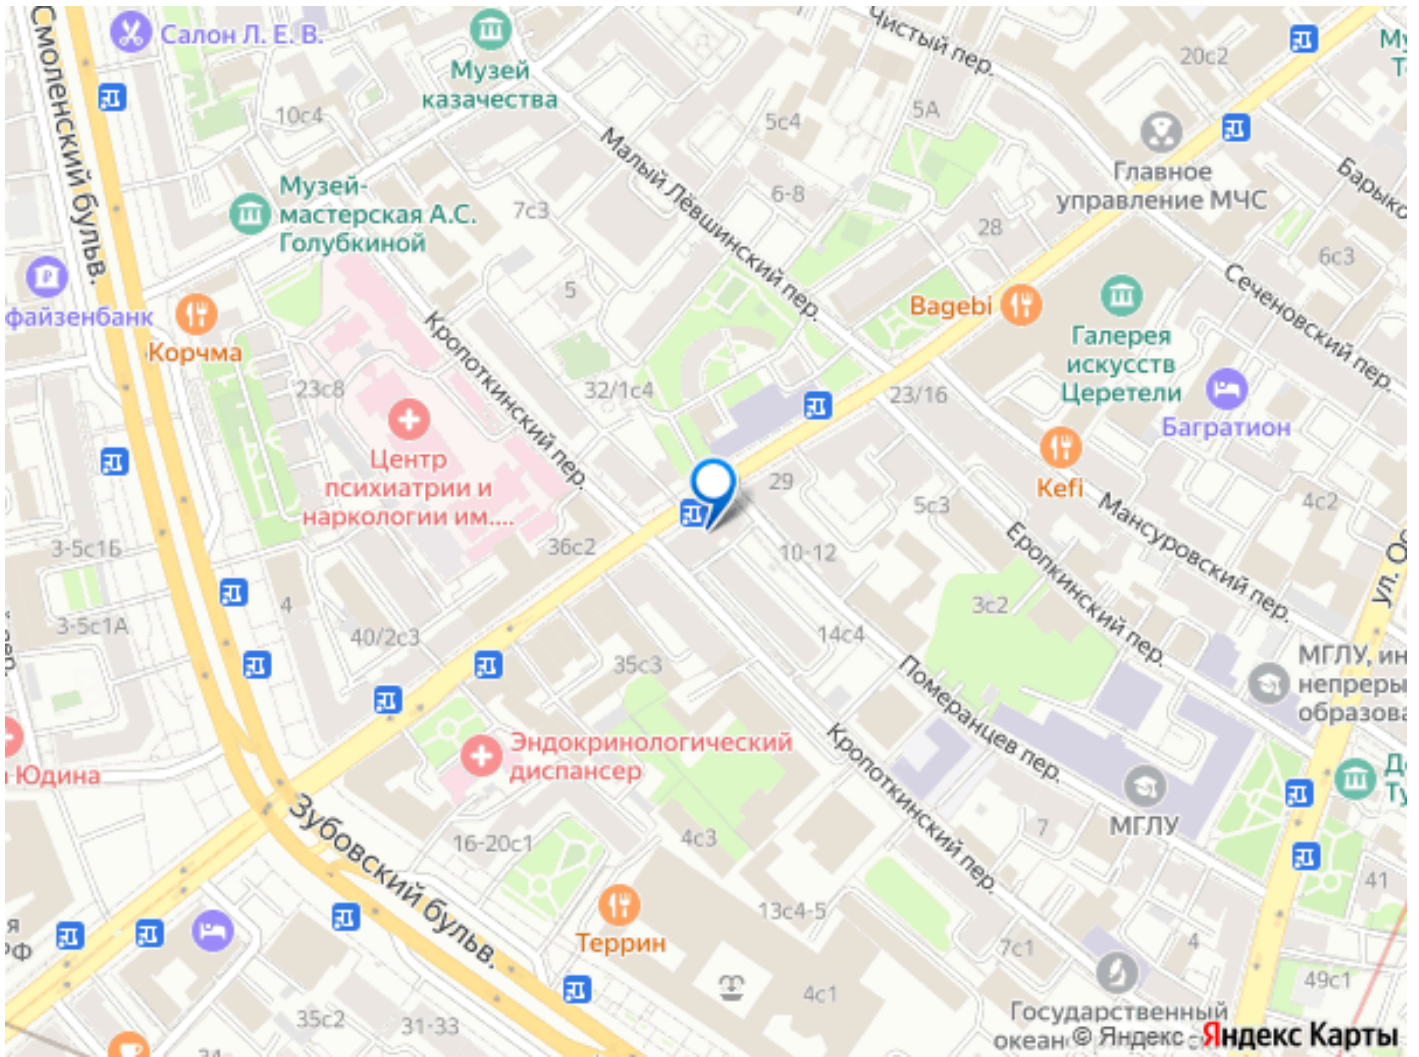 Смоленский бульв.
Салон Л. Е. В.
Музей
казачества
Чистый пер.
20с2
10с4
5с4
5А
Главное
управление МЧС
Музей-
мастерская А.С.
Голубкиной
7с3
6-8
Малый Лёвшинский пер.
28
6с3
Сеченовский пер.
файзенбанк
Корчма
5
Bagebi
Галерея
искусств
Церетели
Кропоткинский пер.
23с8
32/1с4
23/16
Багратион
Центр
психиатрии и
наркологии им....
29
Kefi
5с3
4с2
Мансуровский пер.
3-5с1Б
36с2
10-12
Еропкинский пер.
3с2
3-5с1А
4
40/2с3
14с4
35с3
Померанцев пер.
МГЛУ, ин
непреры
образова
Юдина
Эндокринологический
диспансер
Кропоткинский пер.
МГЛУ
7
Зубовский бульв.
16-20с1
4с3
41
Террин
13с4-5
7с1
4
49с1
4с1
35с2
31-33
34
Государственный
океан
© Яндекс
Яндекс Карты